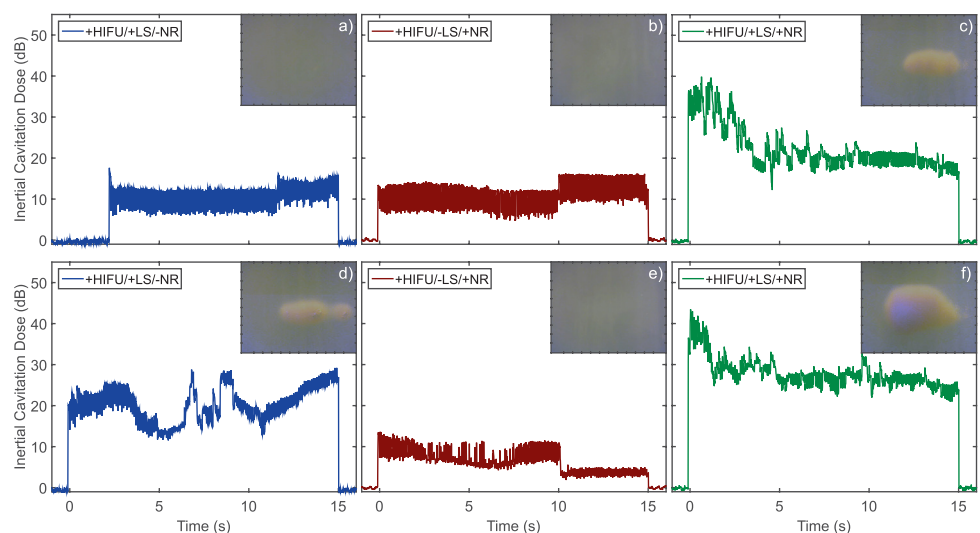 +HIFU/+LS/-NR
a)
+HIFU/-LS/+NR
b)
+HIFU/+LS/+NR
c)
Inertial Cavitation Dose (dB)
50
40
30
20
10
0
+HIFU/+LS/-NR
d)
+HIFU/-LS/+NR
e)
+HIFU/+LS/+NR
f)
Inertial Cavitation Dose (dB)
50
40
30
20
10
0
0 5 10 15
0 5 10 15
0 5 10 15
Time (s)
Time (s)
Time (s)